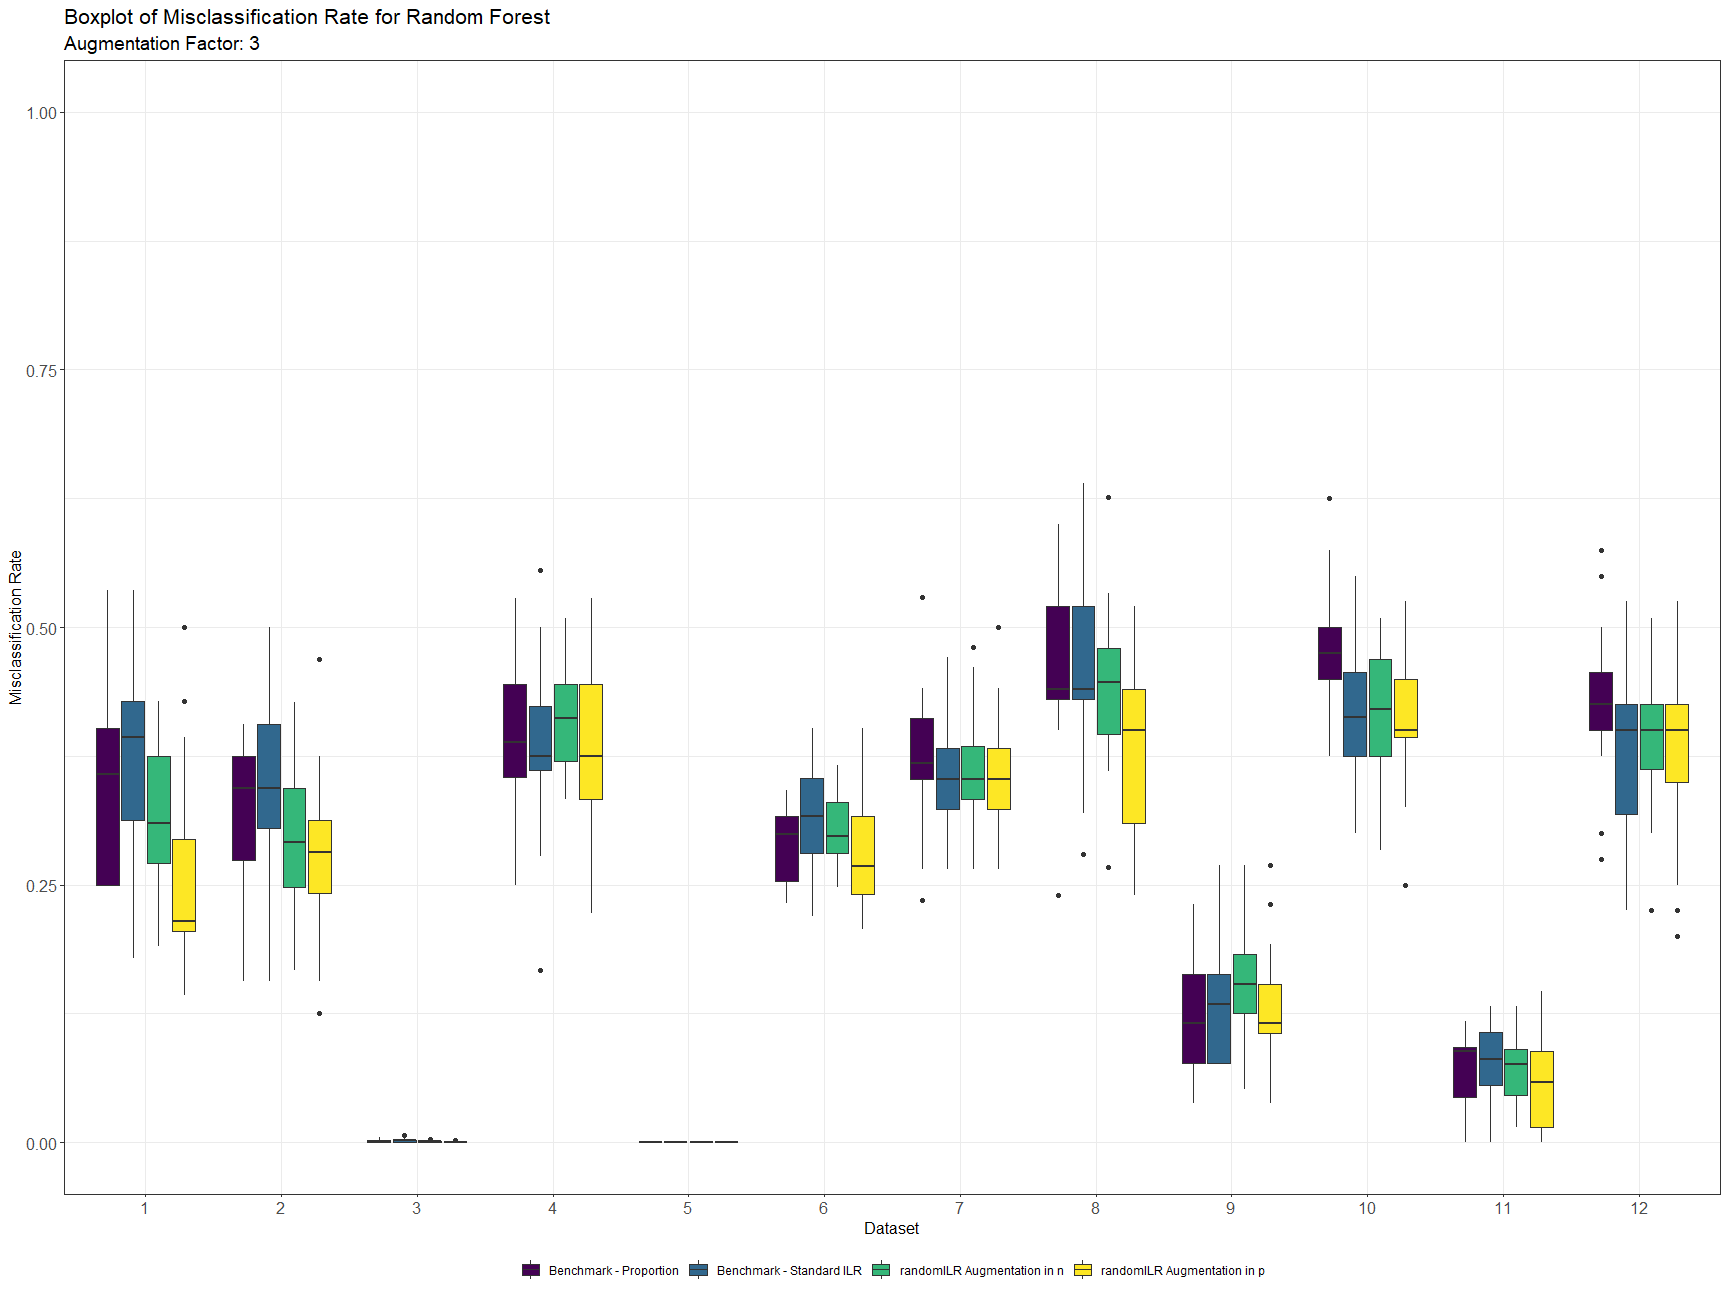 Boxplot of Misclassification Rate for Random Forest
Augmentation Factor: 3
Misclassification Rate
1.00
0.75
0.50
0.25
0.00
1 2 3 4 5 6 7 8 9 10 11 12
Dataset
Benchmark - Proportion Benchmark - Standard ILR randomILR Augmentation in n randomILR Augmentation in p